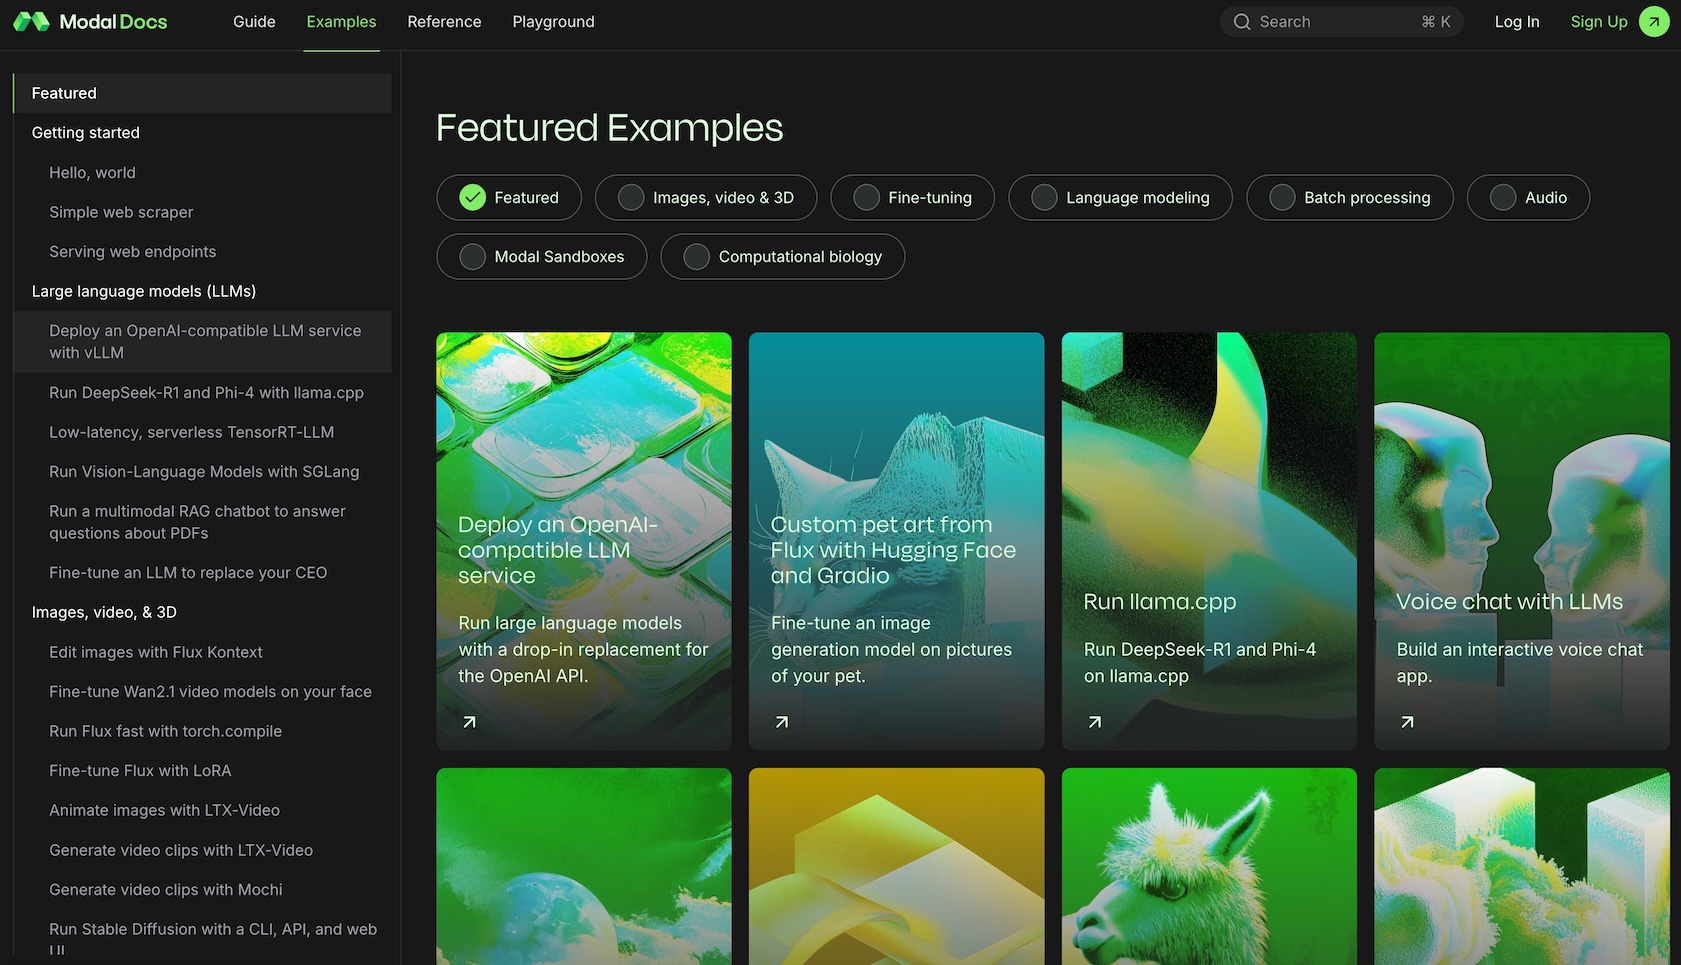 Modal Docs
Guide
Examples
Reference
Playground
Search
⌘ K
Log In
Sign Up
Featured
Getting started
Hello, world
Simple web scraper
Serving web endpoints
Large language models (LLMs)
Deploy an OpenAI-compatible LLM service
with vLLM
Run DeepSeek-R1 and Phi-4 with llama.cpp
Low-latency, serverless TensorRT-LLM
Run Vision-Language Models with SGLang
Run a multimodal RAG chatbot to answer
questions about PDFs
Fine-tune an LLM to replace your CEO
Images, video, & 3D
Edit images with Flux Kontext
Fine-tune Wan2.1 video models on your face
Run Flux fast with torch.compile
Fine-tune Flux with LoRA
Animate images with LTX-Video
Generate video clips with LTX-Video
Generate video clips with Mochi
Run Stable Diffusion with a CLI, API, and web
UI
Featured Examples
Featured
Images, video & 3D
Fine-tuning
Language modeling
Batch processing
Audio
Modal Sandboxes
Computational biology
Deploy an OpenAI-
compatible LLM
service
Run large language models
with a drop-in replacement for
the OpenAI API.
Custom pet art from
Flux with Hugging Face
and Gradio
Fine-tune an image
generation model on pictures
of your pet.
Run llama.cpp
Run DeepSeek-R1 and Phi-4
on llama.cpp
Voice chat with LLMs
Build an interactive voice chat
app.